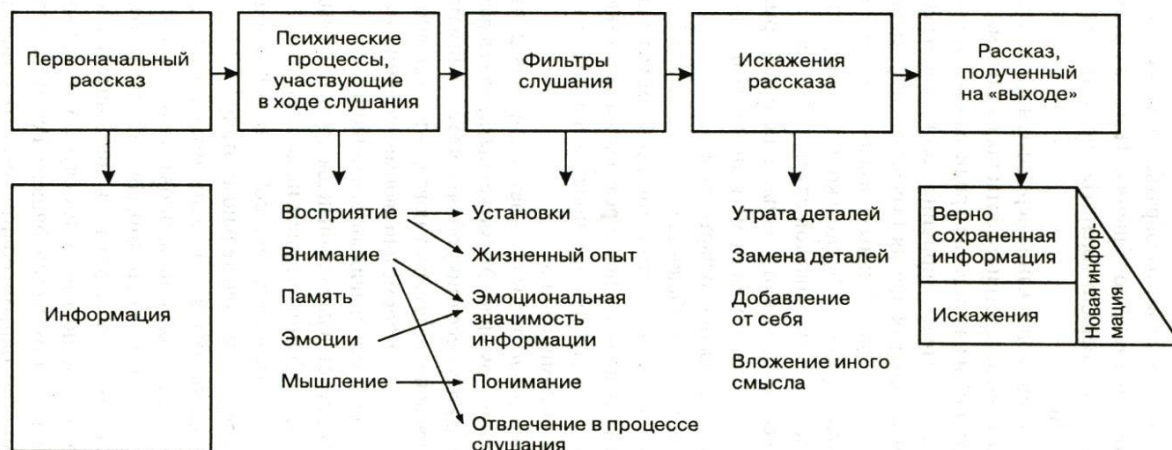 Первоначальный
рассказ
Психические
процессы,
участвующие
в ходе слушания
Фильтры
слушания
Искажения
рассказа
Рассказ,
полученный
на «выходе»
Информация
Восприятие
Внимание
Память
Эмоции
Мышление
Установки
Жизненный опыт
Эмоциональная
значимость
информации
Понимание
Отвлечение в процессе
слушания
Утрата деталей
Замена деталей
Добавление
от себя
Вложение иного
смысла
Верно
сохраненная
информация
Искажения
Новая инфор-
мация